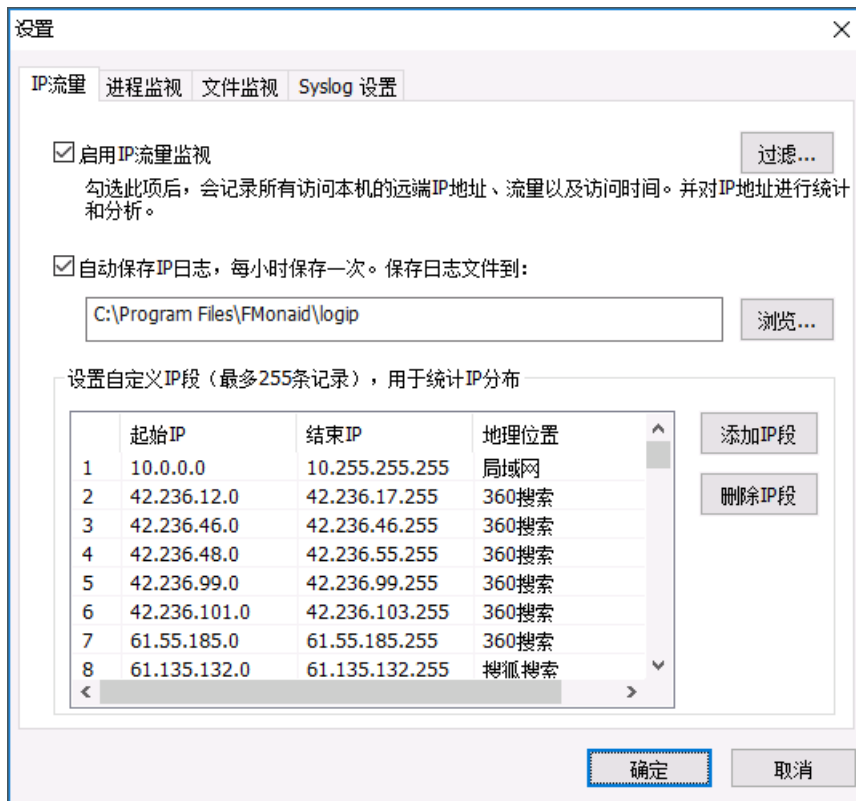 设置
IP流量 进程监视 文件监视 Syslog 设置
启用IP流量监视 过滤...
勾选此项后，会记录所有访问本机的远端IP地址、流量以及访问时间。并对IP地址进行统计
和分析。
自动保存IP日志，每小时保存一次。保存日志文件到：
C:\Program Files\FMonaid\logip 浏览...
设置自定义IP段（最多255条记录），用于统计IP分布
起始IP 结束IP 地理位置 添加IP段
1 10.0.0.0 10.255.255.255 局域网
2 42.236.12.0 42.236.17.255 360搜索 删除IP段
3 42.236.46.0 42.236.46.255 360搜索
4 42.236.48.0 42.236.55.255 360搜索
5 42.236.99.0 42.236.99.255 360搜索
6 42.236.101.0 42.236.103.255 360搜索
7 61.55.185.0 61.55.185.255 360搜索
8 61.135.132.0 61.135.132.255 搜狐搜索
确定 取消